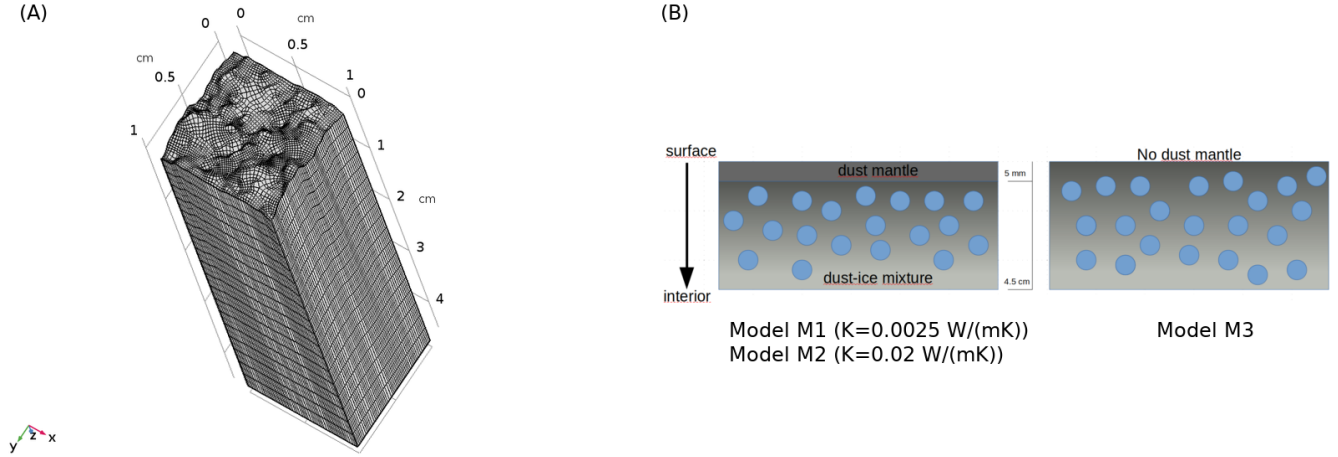 (A)
0
0
cm
0.5
cm
0.5
1
0
1
1
2
cm
3
4
y
z
x
(B)
surface
interior
dust mantle
dust-ice mixture
5 mm
4.5 cm
No dust mantle
Model M1 (K=0.0025 W/(mK))
Model M2 (K=0.02 W/(mK))
Model M3